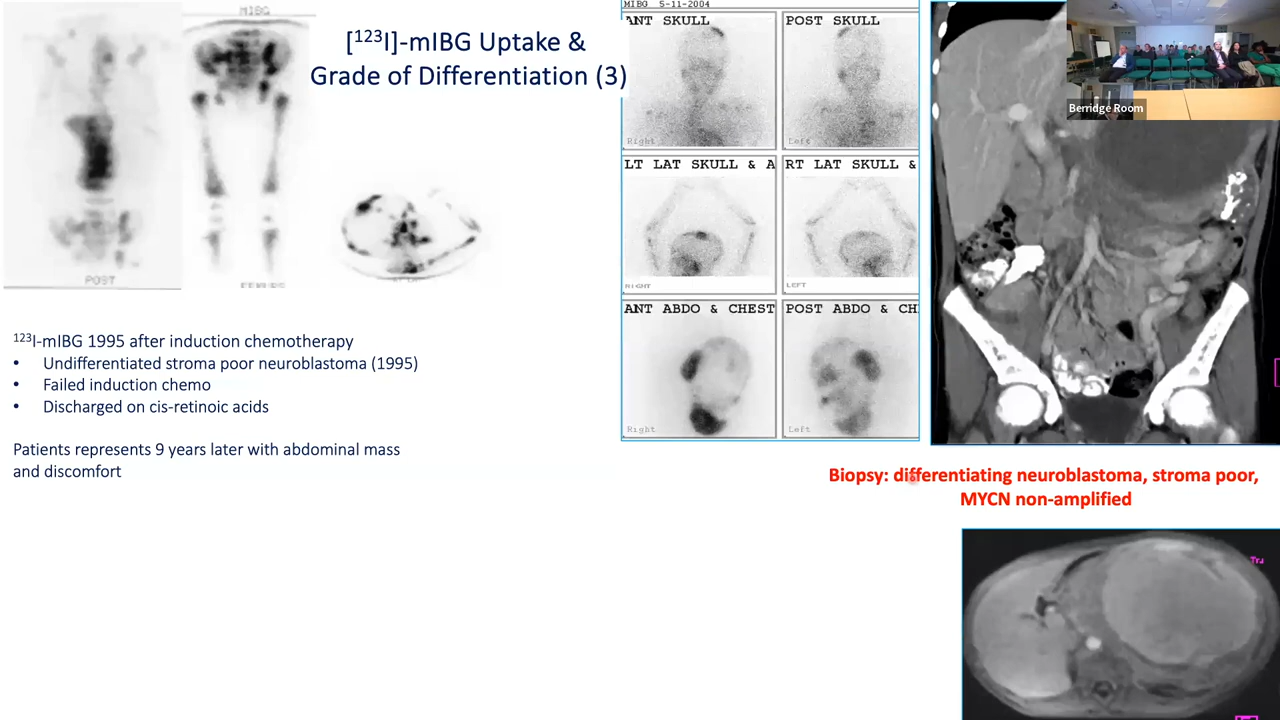 MIBG
[¹²³I]-mIBG Uptake &
Grade of Differentiation (3)
POST
FEMURS
¹²³I-mIBG 1995 after induction chemotherapy
• Undifferentiated stroma poor neuroblastoma (1995)
• Failed induction chemo
• Discharged on cis-retinoic acids
Patients represents 9 years later with abdominal mass
and discomfort
MIBG 5-11-2004
ANT SKULL
POST SKULL
Right
Left
LT LAT SKULL & A
RT LAT SKULL &
RIGHT
LEFT
ANT ABDO & CHEST
POST ABDO & CH
Right
Left
Berridge Room
Biopsy: differentiating neuroblastoma, stroma poor,
MYCN non-amplified